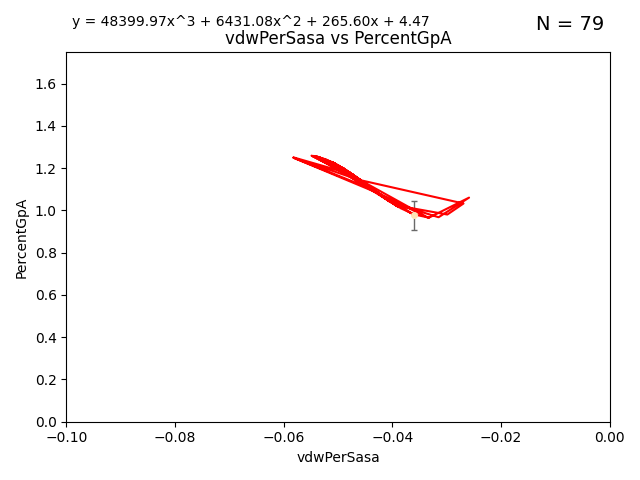 y = 48399.97x^3 + 6431.08x^2 + 265.60x + 4.47
N = 79
vdwPerSasa vs PercentGpA
PercentGpA
1.6
1.4
1.2
1.0
0.8
0.6
0.4
0.2
0.0
−0.10 −0.08 −0.06 −0.04 −0.02 0.00
vdwPerSasa